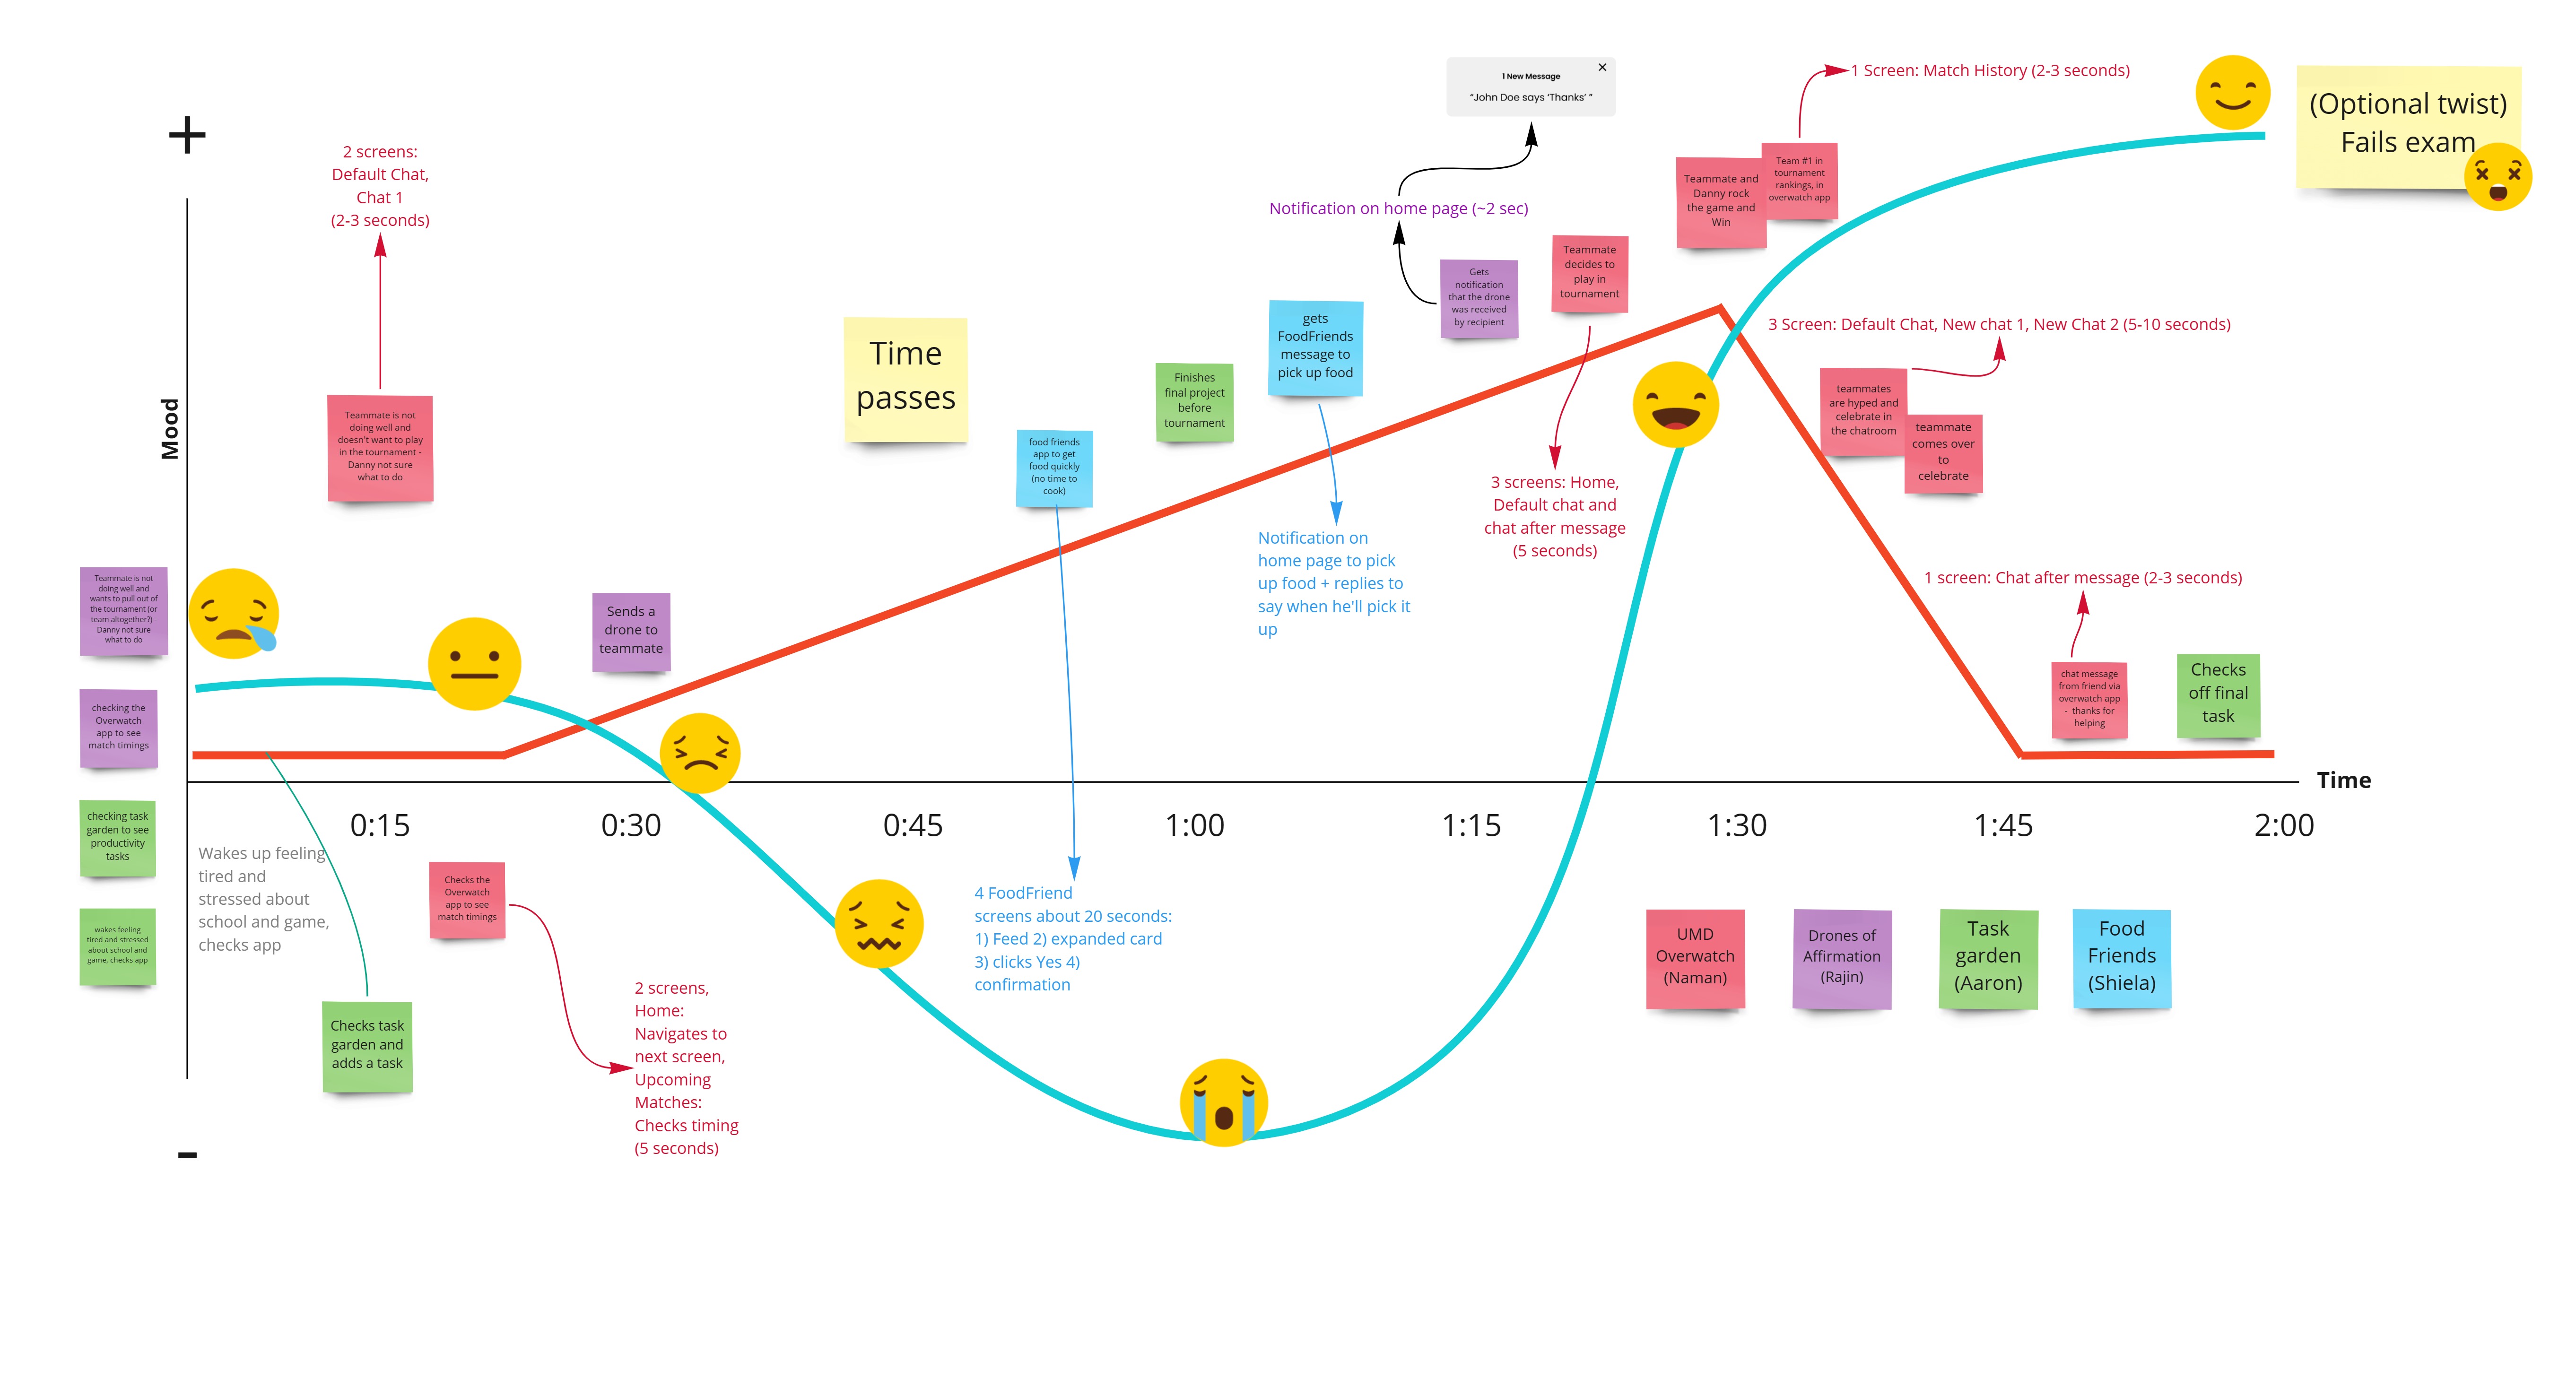 +
Mood
-
Time
0:15
0:30
0:45
1:00
1:15
1:30
1:45
2:00
2 screens:
Default Chat,
Chat 1
(2-3 seconds)
Teammate is not
doing well and
doesn't want to play
in the tournament -
Danny not sure
what to do
Teammate is not
doing well and
wants to pull out of
the tournament (or
team altogether?) -
Danny not sure
what to do
checking the
Overwatch
app to see
match timings
checking task
garden to see
productivity
tasks
wakes feeling
tired and stressed
about school and
game, checks app
Wakes up feeling
tired and
stressed about
school and game,
checks app
Checks task
garden and
adds a task
Checks the
Overwatch
app to see
match timings
2 screens,
Home:
Navigates to
next screen,
Upcoming
Matches:
Checks timing
(5 seconds)
Sends a
drone to
teammate
Time
passes
food friends
app to get
food quickly
(no time to
cook)
4 FoodFriend
screens about 20 seconds:
1) Feed 2) expanded card
3) clicks Yes 4)
confirmation
Finishes
final project
before
tournament
gets
FoodFriends
message to
pick up food
Notification on
home page to pick
up food + replies to
say when he'll pick it
up
1 New Message
"John Doe says 'Thanks' "
Notification on home page (~2 sec)
Gets
notification
that the drone
was received
by recipient
Teammate
decides to
play in
tournament
3 screens: Home,
Default chat and
chat after message
(5 seconds)
Teammate and
Danny rock
the game and
Win
Team #1 in
tournament
rankings, in
overwatch app
1 Screen: Match History (2-3 seconds)
3 Screen: Default Chat, New chat 1, New Chat 2 (5-10 seconds)
teammates
are hyped and
celebrate in
the chatroom
teammate
comes over
to
celebrate
1 screen: Chat after message (2-3 seconds)
chat message
from friend via
overwatch app
- thanks for
helping
Checks
off final
task
(Optional twist)
Fails exam
UMD
Overwatch
(Naman)
Drones of
Affirmation
(Rajin)
Task
garden
(Aaron)
Food
Friends
(Shiela)